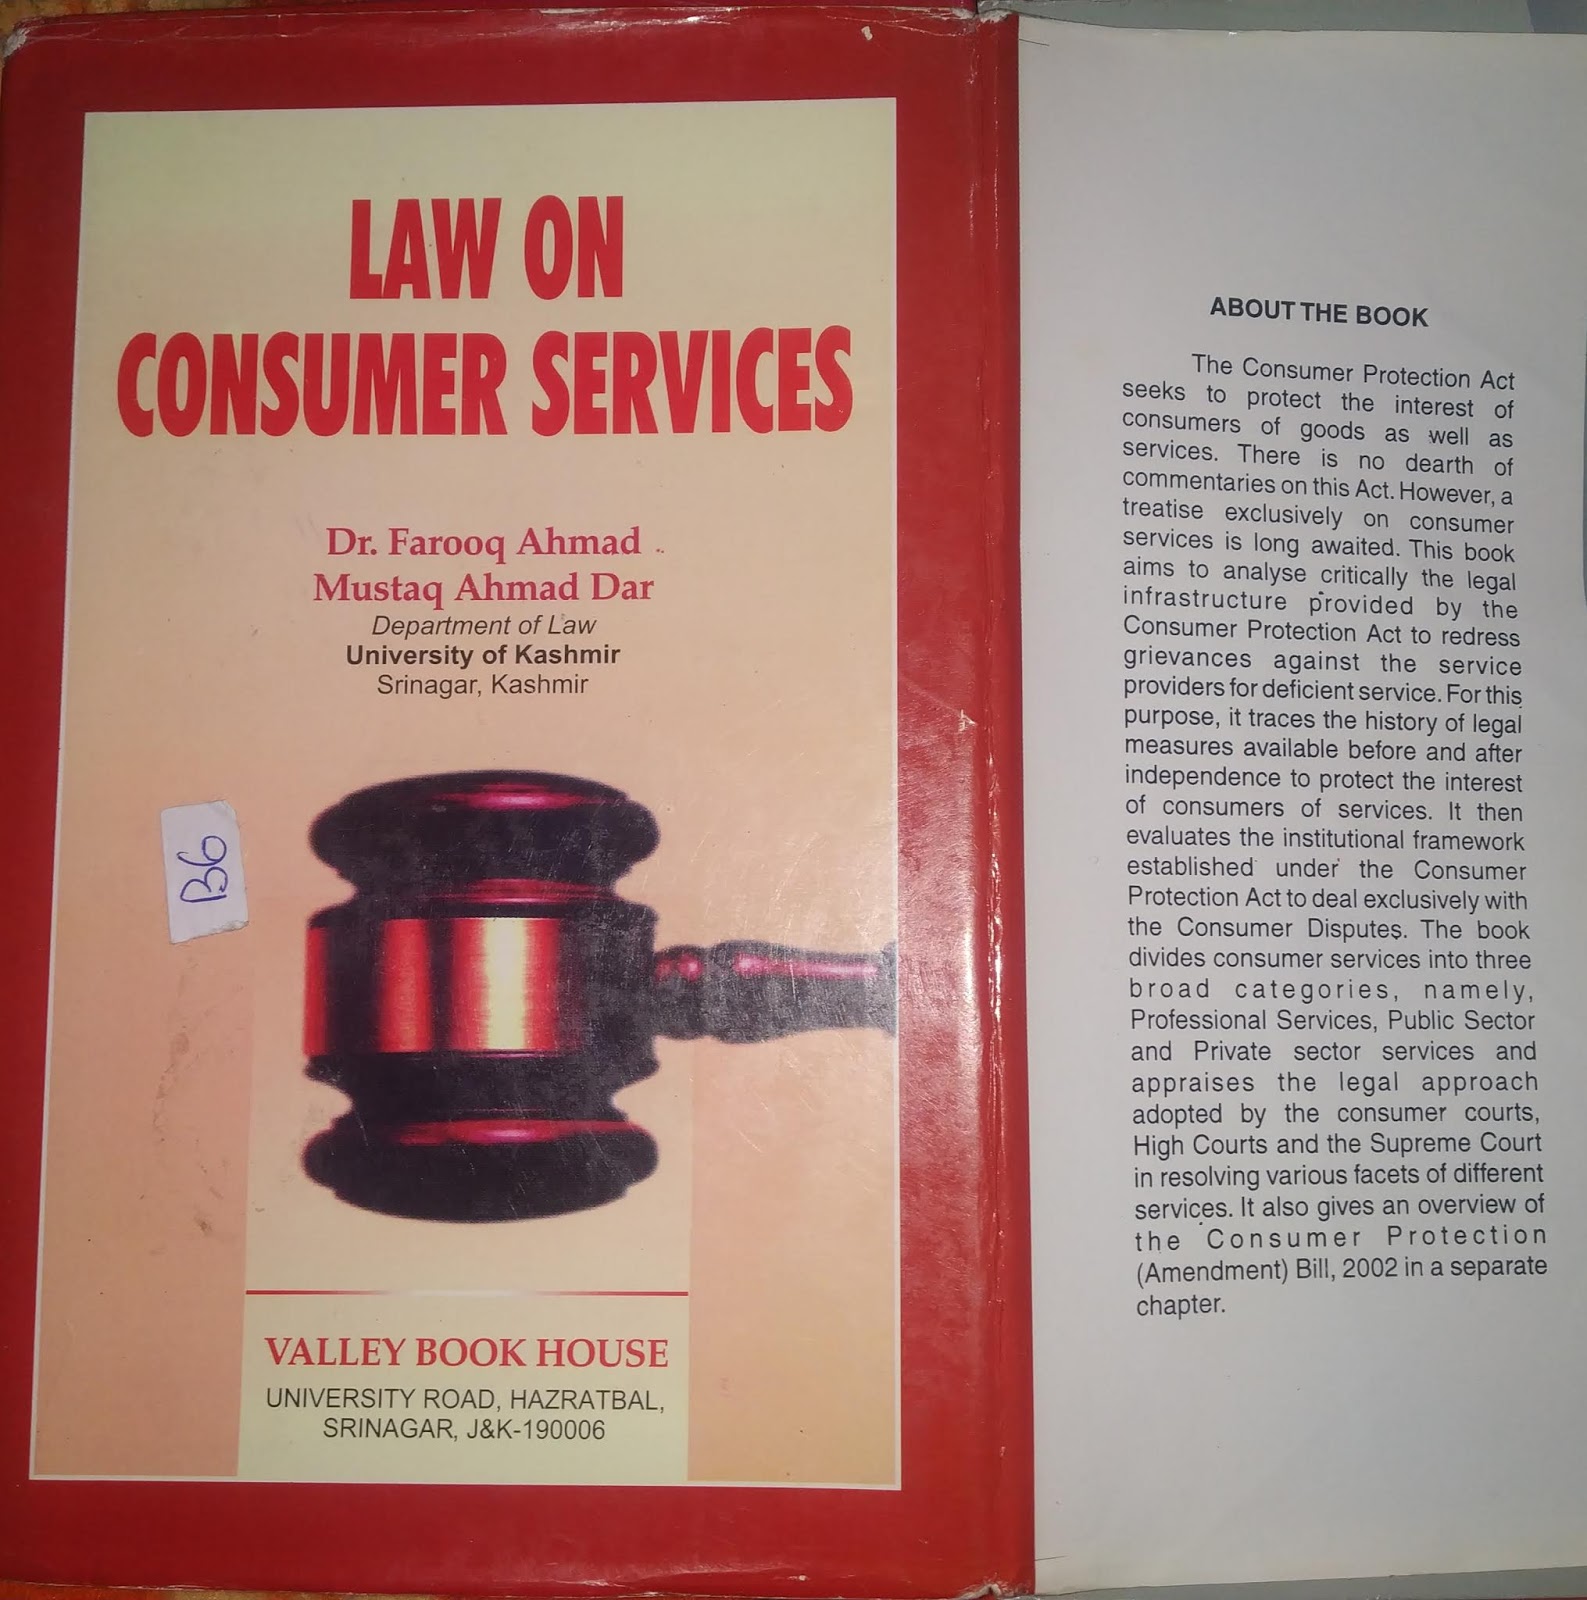 LAW ON
CONSUMER SERVICES
Dr. Farooq Ahmad
Mustaq Ahmad Dar
Department of Law
University of Kashmir
Srinagar, Kashmir
B6
VALLEY BOOK HOUSE
UNIVERSITY ROAD, HAZRATBAL,
SRINAGAR, J&K-190006
ABOUT THE BOOK
The Consumer Protection Act
seeks to protect the interest of
consumers of goods as well as
services. There is no dearth of
commentaries on this Act. However, a
treatise exclusively on consumer
services is long awaited. This book
aims to analyse critically the legal
infrastructure provided by the
Consumer Protection Act to redress
grievances against the service
providers for deficient service. For this
purpose, it traces the history of legal
measures available before and after
independence to protect the interest
of consumers of services. It then
evaluates the institutional framework
established under the Consumer
Protection Act to deal exclusively with
the Consumer Disputes. The book
divides consumer services into three
broad categories, namely,
Professional Services, Public Sector
and Private sector services and
appraises the legal approach
adopted by the consumer courts,
High Courts and the Supreme Court
in resolving various facets of different
services. It also gives an overview of
the Consumer Protection
(Amendment) Bill, 2002 in a separate
chapter.